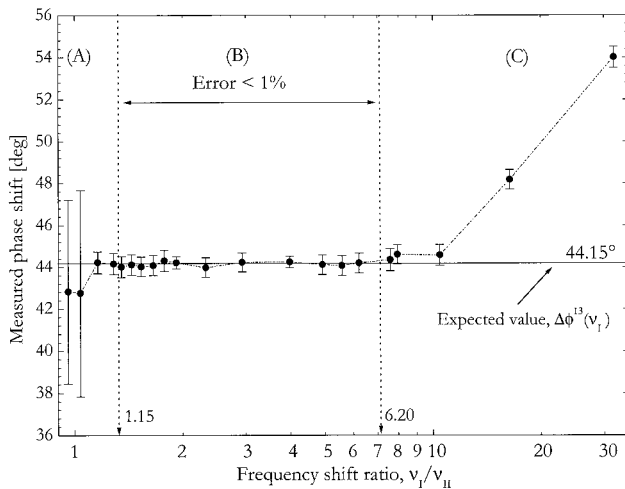 56
54
52
50
48
46
44
42
40
38
36
Measured phase shift [deg]
(A)
(B)
(C)
Error < 1%
44.15°
Expected value, Δϕ¹³(ν_I)
1.15
6.20
1 2 3 4 5 6 7 8 9 10 20 30
Frequency shift ratio, ν_I/ν_II